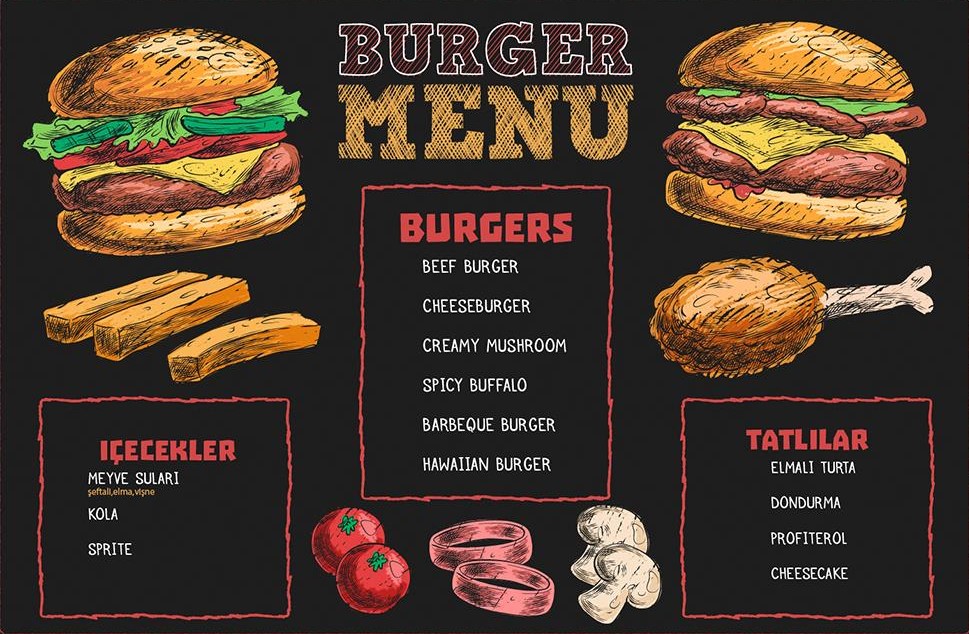 BURGER
MENU
BURGERS
BEEF BURGER
CHEESEBURGER
CREAMY MUSHROOM
SPICY BUFFALO
BARBEQUE BURGER
HAWAIIAN BURGER
IÇECEKLER
MEYVE SULARI
şeftali,elma,vişne
KOLA
SPRITE
TATLILAR
ELMALI TURTA
DONDURMA
PROFITEROL
CHEESECAKE